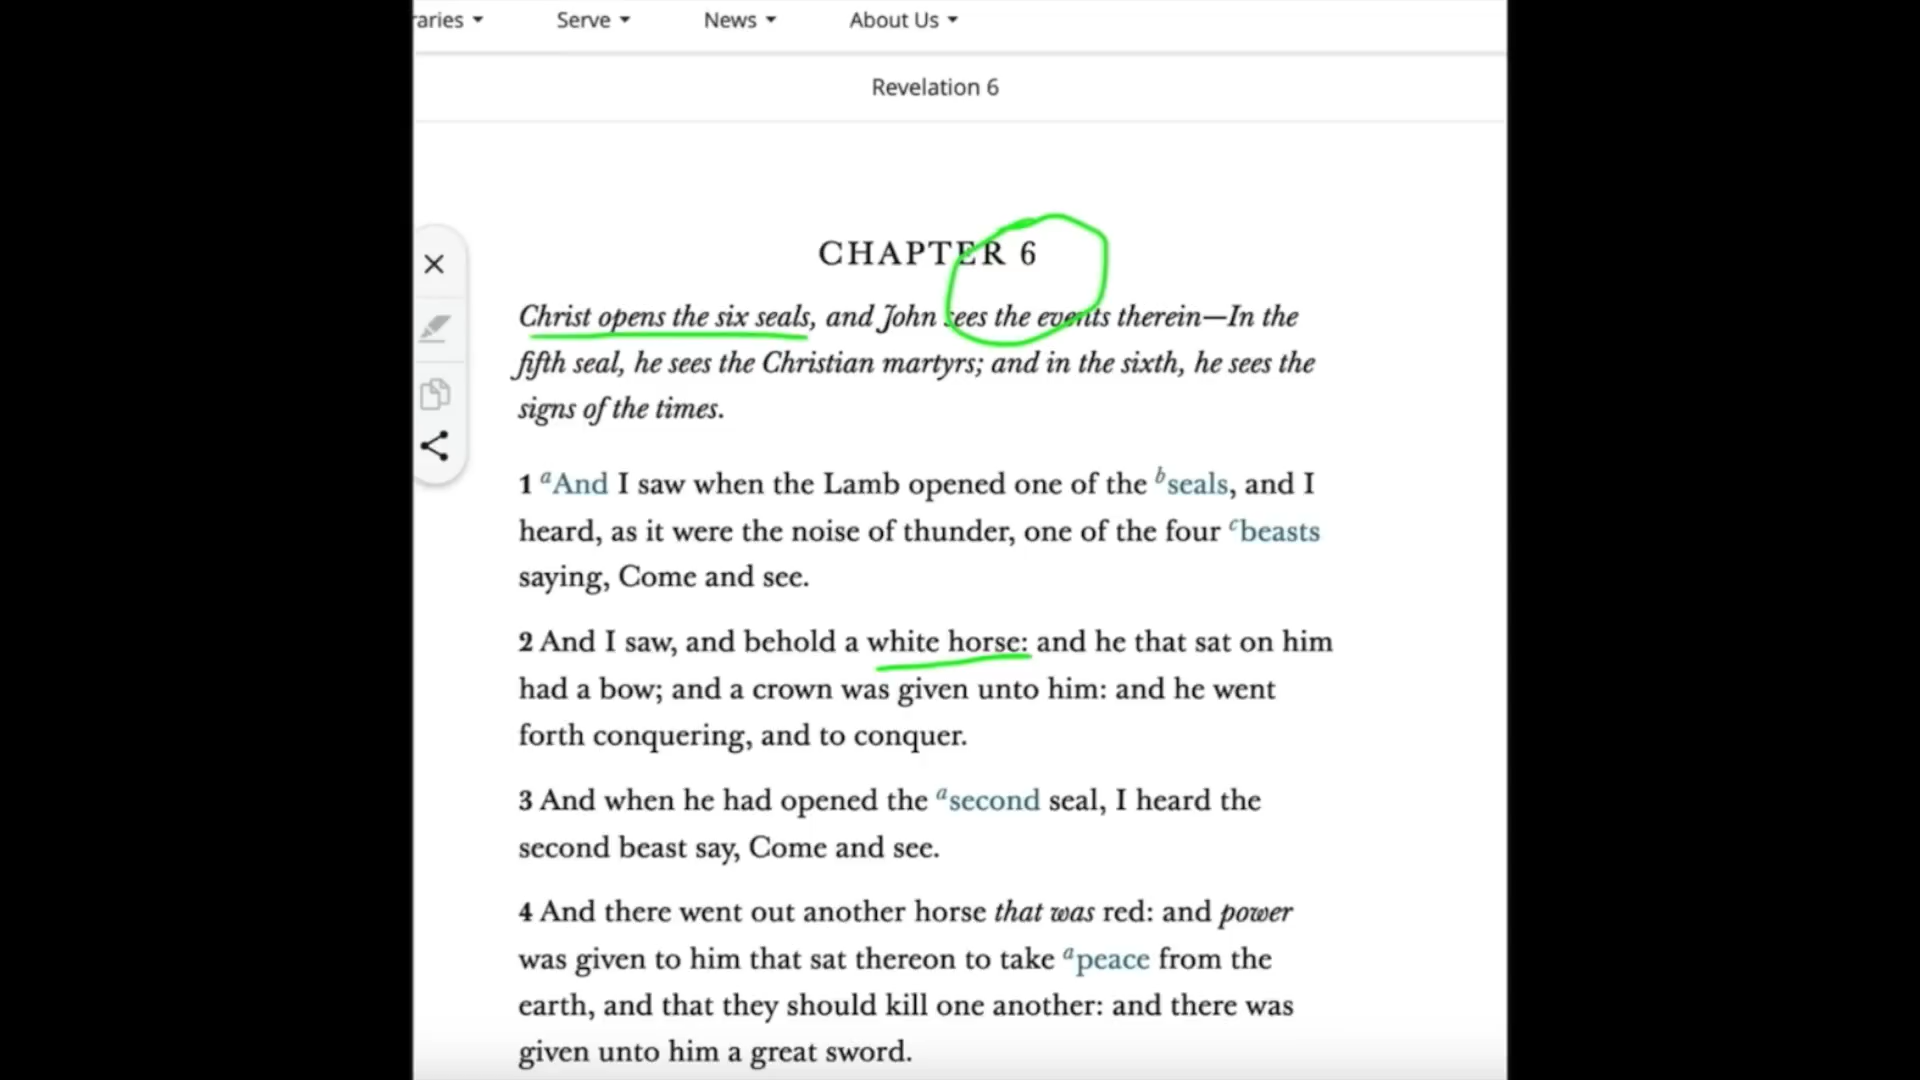 Serve News About Us
Revelation 6
CHAPTER 6
Christ opens the six seals, and John sees the events therein—In the
fifth seal, he sees the Christian martyrs; and in the sixth, he sees the
signs of the times.
1 aAnd I saw when the Lamb opened one of the bseals, and I
heard, as it were the noise of thunder, one of the four cbeasts
saying, Come and see.
2 And I saw, and behold a white horse: and he that sat on him
had a bow; and a crown was given unto him: and he went
forth conquering, and to conquer.
3 And when he had opened the asecond seal, I heard the
second beast say, Come and see.
4 And there went out another horse that was red: and power
was given to him that sat thereon to take apeace from the
earth, and that they should kill one another: and there was
given unto him a great sword.